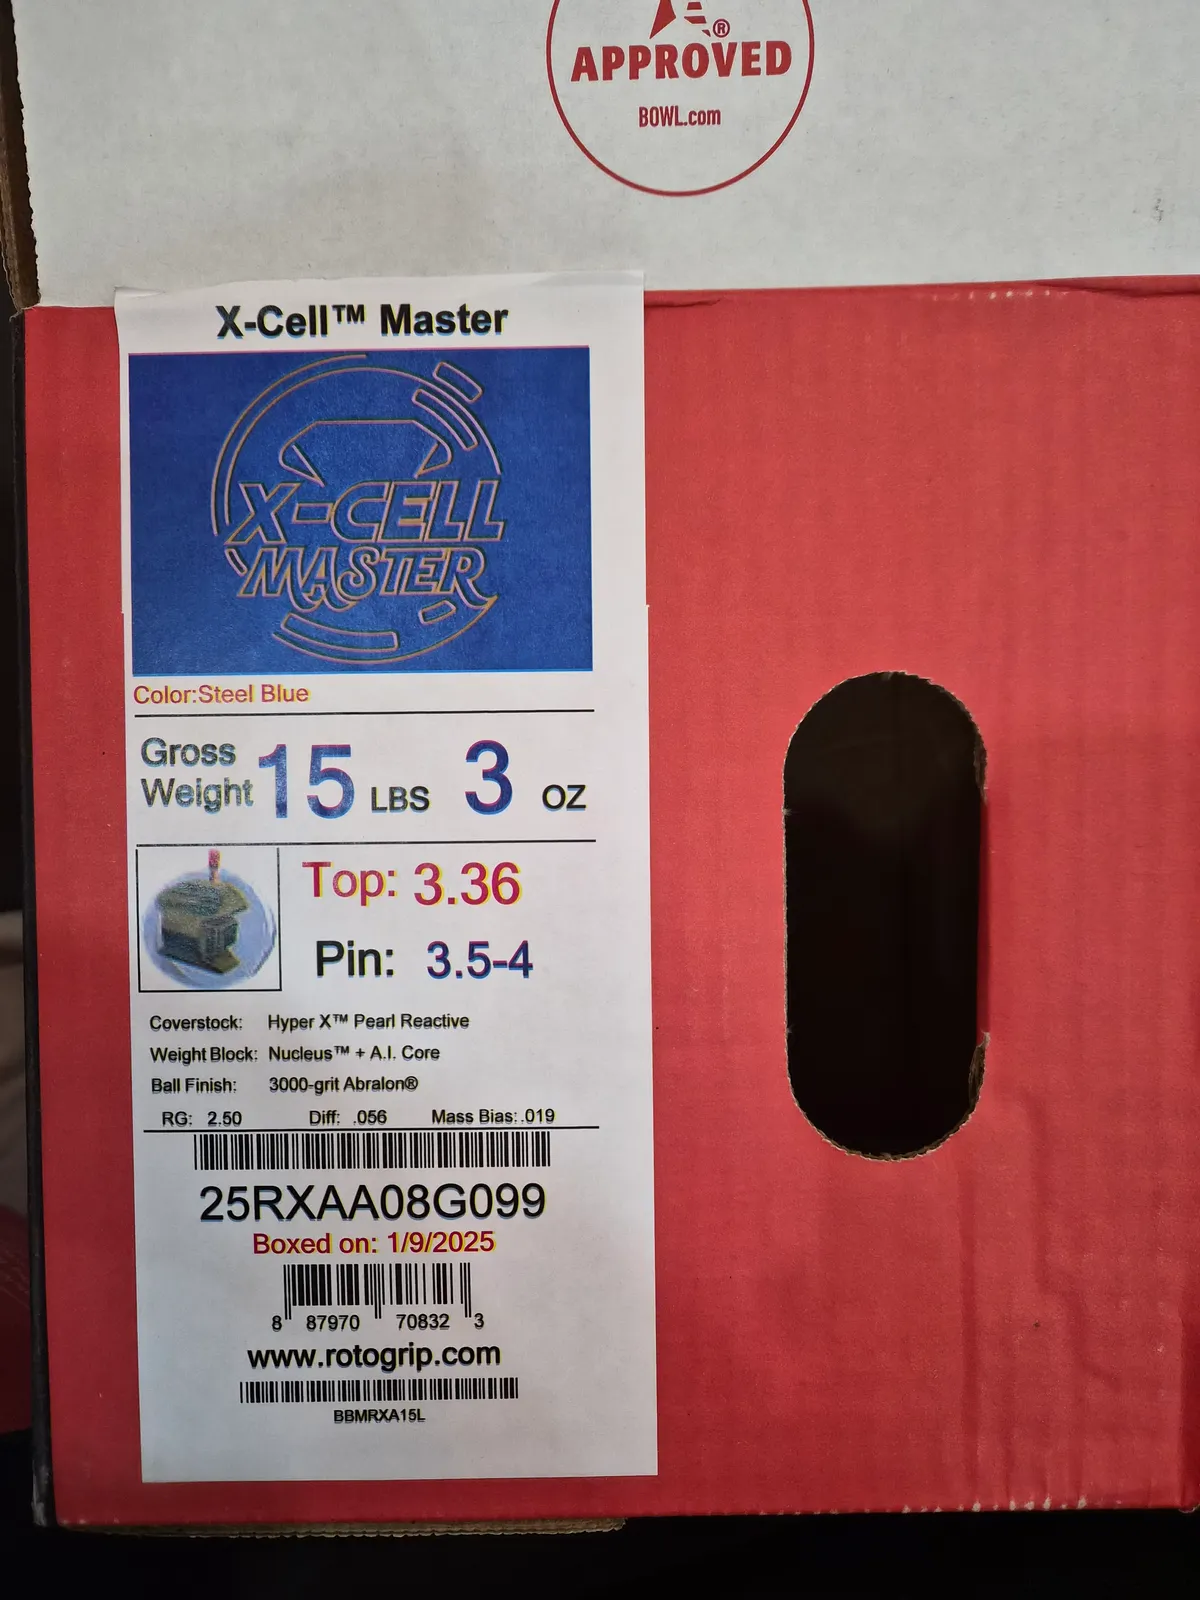 ®
APPROVED
BOWL.com
X-Cell™ Master
X-CELL
MASTER
Color:Steel Blue
Gross Weight 15 LBS 3 OZ
Top: 3.36
Pin: 3.5-4
Coverstock: Hyper X™ Pearl Reactive
Weight Block: Nucleus™ + A.I. Core
Ball Finish: 3000-grit Abralon®
RG: 2.50 Diff: .056 Mass Bias: .019
25RXAA08G099
Boxed on: 1/9/2025
8 87970 70832 3
www.rotogrip.com
BBMRXA15L